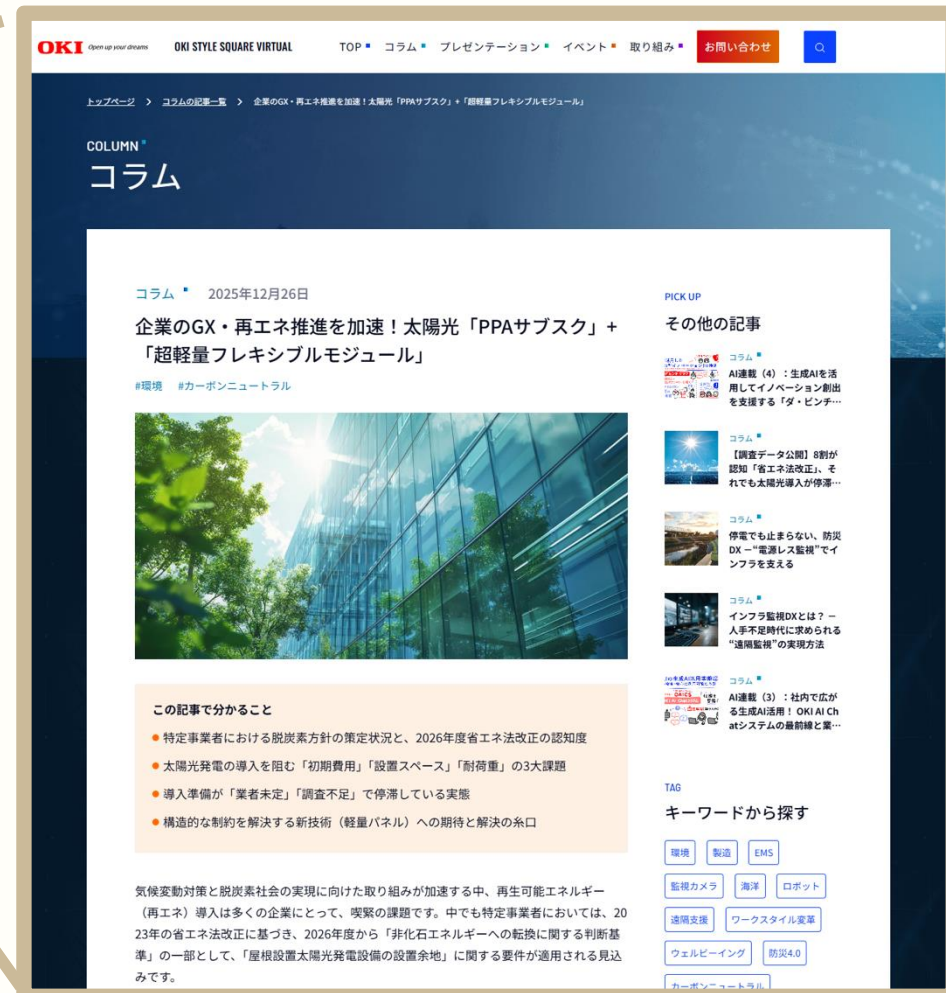 OKI Open up your dreams OKI STYLE SQUARE VIRTUAL TOP コラム プレゼンテーション イベント 取り組み お問い合わせ
トップページ > コラムの記事一覧 > 企業のGX・再エネ推進を加速！太陽光「PPAサブスク」+「超軽量フレキシブルモジュール」
COLUMN
コラム
コラム 2025年12月26日
企業のGX・再エネ推進を加速！太陽光「PPAサブスク」+
「超軽量フレキシブルモジュール」
#環境 #カーボンニュートラル
この記事で分かること
特定事業者における脱炭素方針の策定状況と、2026年度省エネ法改正の認知度
太陽光発電の導入を阻む「初期費用」「設置スペース」「耐荷重」の3大課題
導入準備が「業者未定」「調査不足」で停滞している実態
構造的な制約を解決する新技術（軽量パネル）への期待と解決の糸口
気候変動対策と脱炭素社会の実現に向けた取り組みが加速する中、再生可能エネルギー
（再エネ）導入は多くの企業にとって、喫緊の課題です。中でも特定事業者においては、20
23年の省エネ法改正に基づき、2026年度から「非化石エネルギーへの転換に関する判断基
準」の一部として、「屋根設置太陽光発電設備の設置余地」に関する要件が適用される見込
みです。
PICK UP
その他の記事
コラム
AI連載（4）：生成AIを活
用してイノベーション創出
を支援する「ダ・ビンチ…
コラム
【調査データ公開】8割が
認知「省エネ法改正」、そ
れでも太陽光導入が停滞…
コラム
停電でも止まらない、防災
DX －“電源レス監視”でイ
ンフラを支える
コラム
インフラ監視DXとは？ －
人手不足時代に求められる
“遠隔監視”の実現方法
コラム
AI連載（3）：社内で広が
る生成AI活用！ OKI AI Ch
atシステムの最前線と業…
TAG
キーワードから探す
環境 製造 EMS
監視カメラ 海洋 ロボット
遠隔支援 ワークスタイル変革
ウェルビーイング 防災4.0
カーボンニュートラル